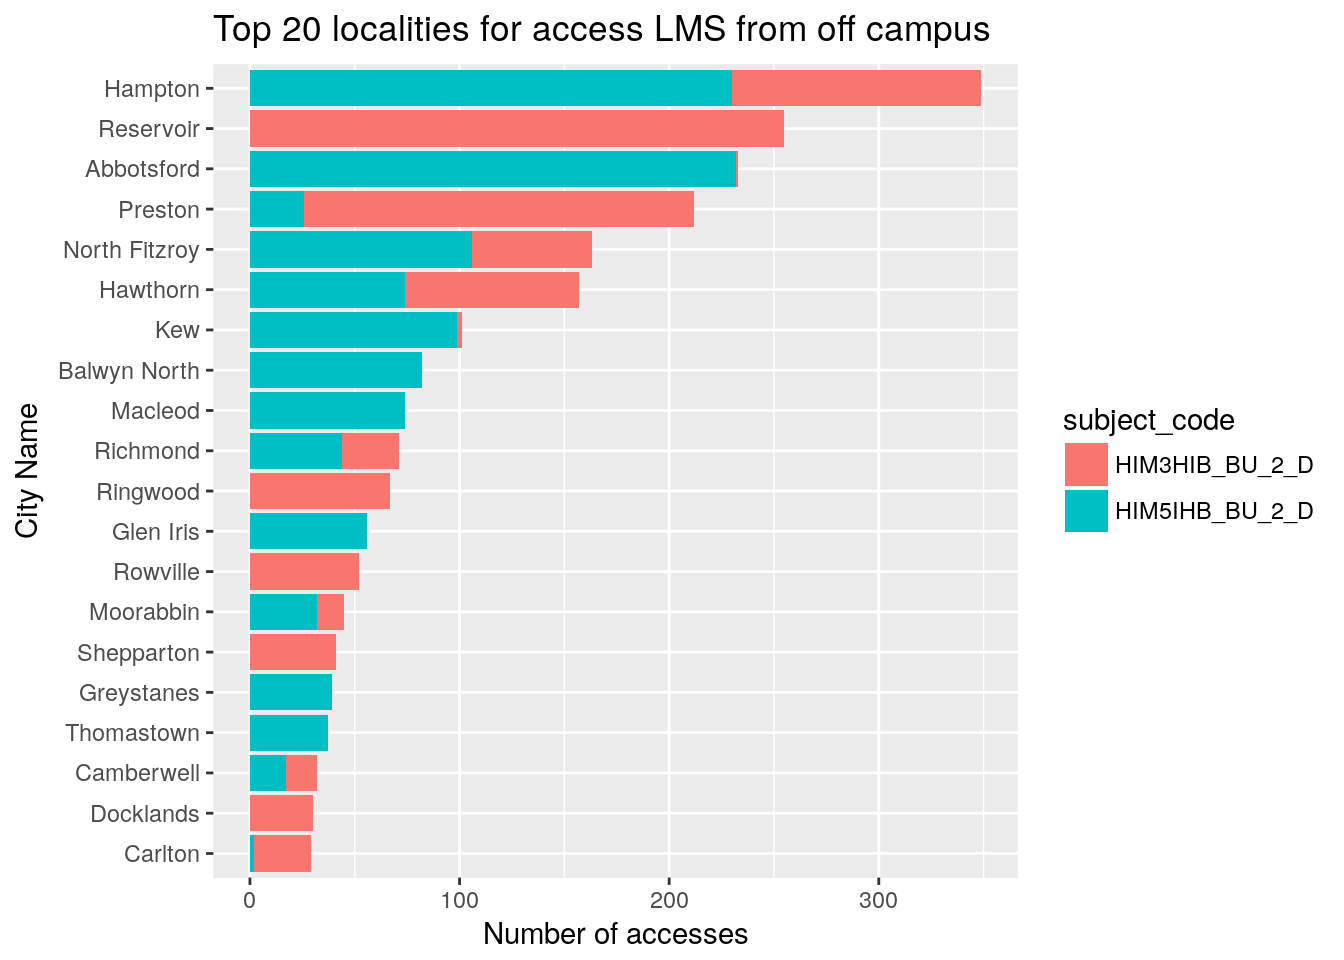 Top 20 localities for access LMS from off campus
City Name
Hampton
Reservoir
Abbotsford
Preston
North Fitzroy
Hawthorn
Kew
Balwyn North
Macleod
Richmond
Ringwood
Glen Iris
Rowville
Moorabbin
Shepparton
Greystanes
Thomastown
Camberwell
Docklands
Carlton
0 100 200 300
Number of accesses
subject_code
HIM3HIB_BU_2_D
HIM5IHB_BU_2_D